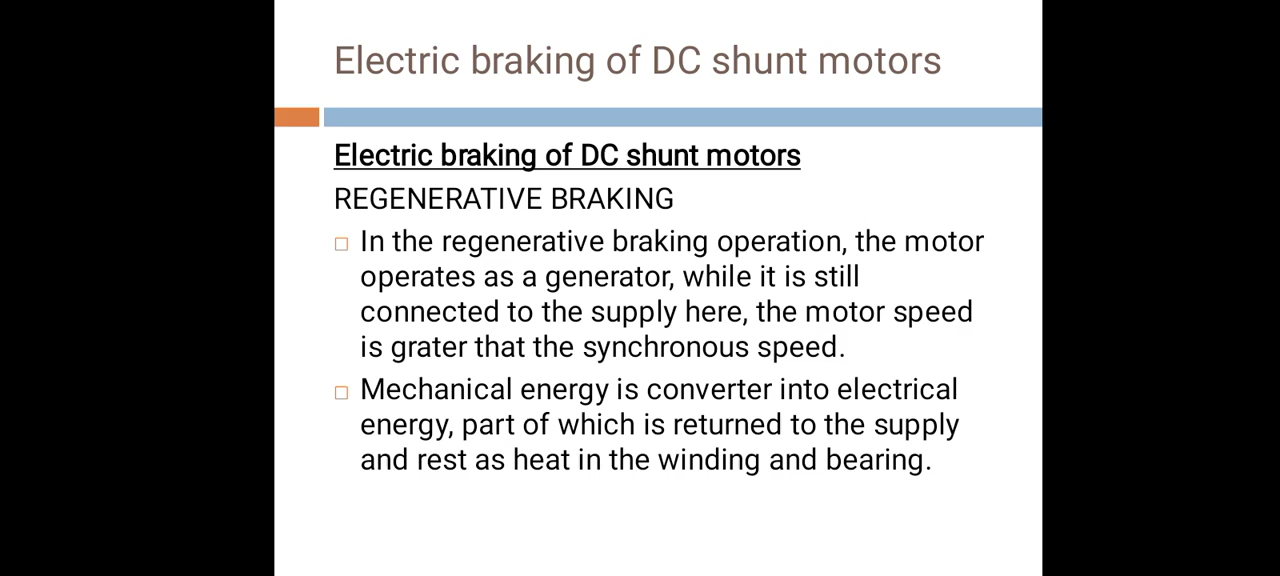 Electric braking of DC shunt motors
Electric braking of DC shunt motors
REGENERATIVE BRAKING
In the regenerative braking operation, the motor
operates as a generator, while it is still
connected to the supply here, the motor speed
is grater that the synchronous speed.
Mechanical energy is converter into electrical
energy, part of which is returned to the supply
and rest as heat in the winding and bearing.